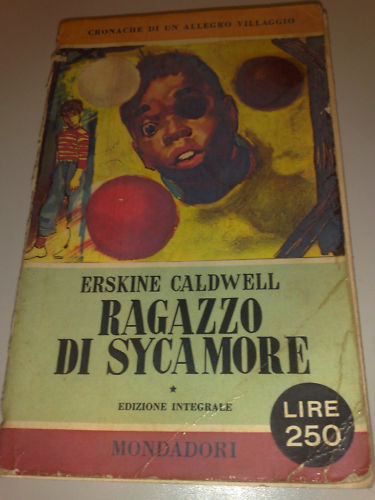 CRONACHE DI UN ALLEGRO VILLAGGIO
ERSKINE CALDWELL
RAGAZZO
DI SYCAMORE
★
EDIZIONE INTEGRALE
LIRE
250
MONDADORI